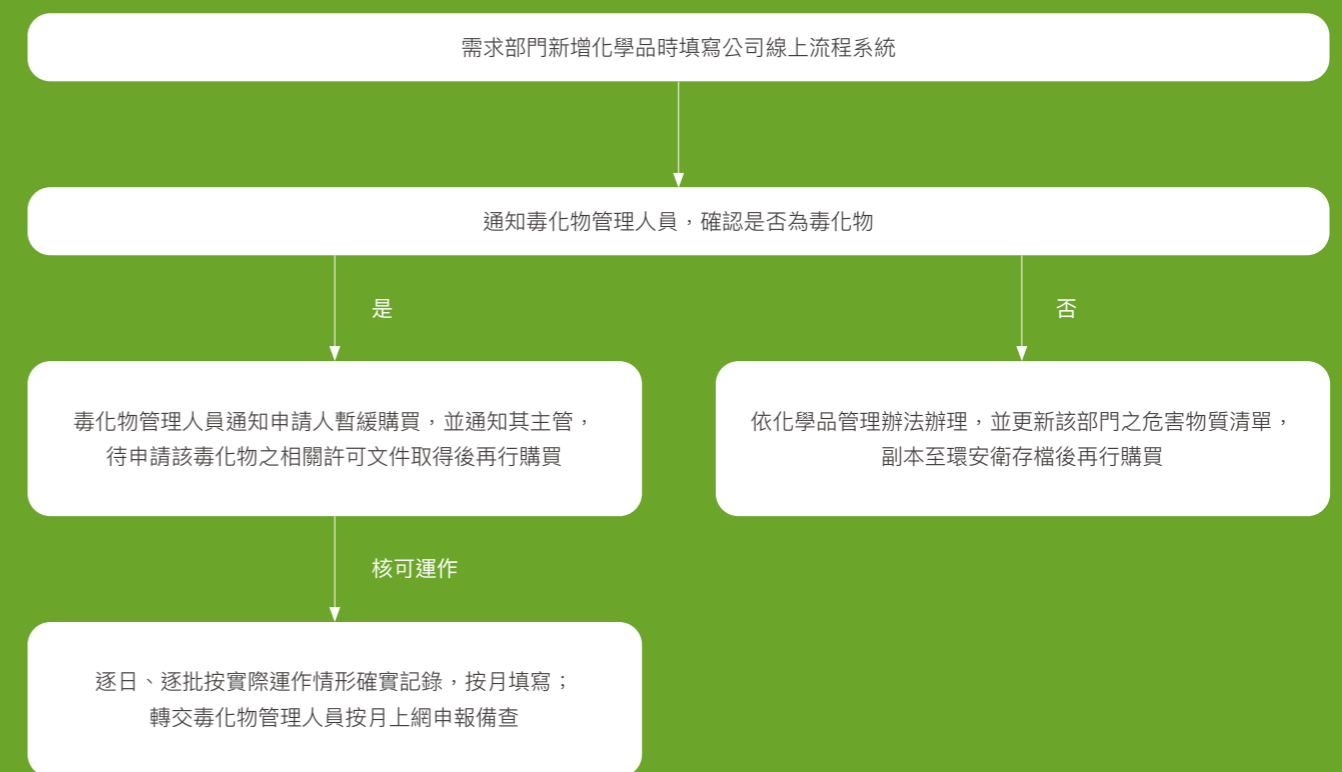 需求部門新增化學品時填寫公司線上流程系統
通知毒化物管理人員，確認是否為毒化物
是
否
毒化物管理人員通知申請人暫緩購買，並通知其主管，
待申請該毒化物之相關許可文件取得後再行購買
依化學品管理辦法辦理，並更新該部門之危害物質清單，
副本至環安衛存檔後再行購買
核可運作
逐日、逐批按實際運作情形確實記錄，按月填寫；
轉交毒化物管理人員按月上網申報備查